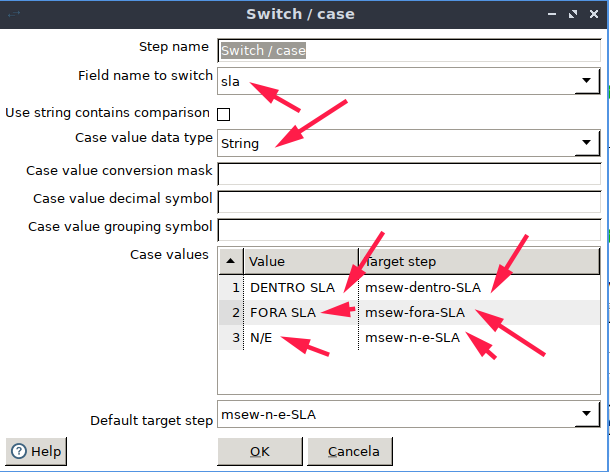 Switch / case
Step name Switch / case
Field name to switch sla
Use string contains comparison
Case value data type String
Case value conversion mask
Case value decimal symbol
Case value grouping symbol
Case values Value Target step
1 DENTRO SLA msew-dentro-SLA
2 FORA SLA msew-fora-SLA
3 N/E msew-n-e-SLA
Default target step msew-n-e-SLA
? Help OK Cancela